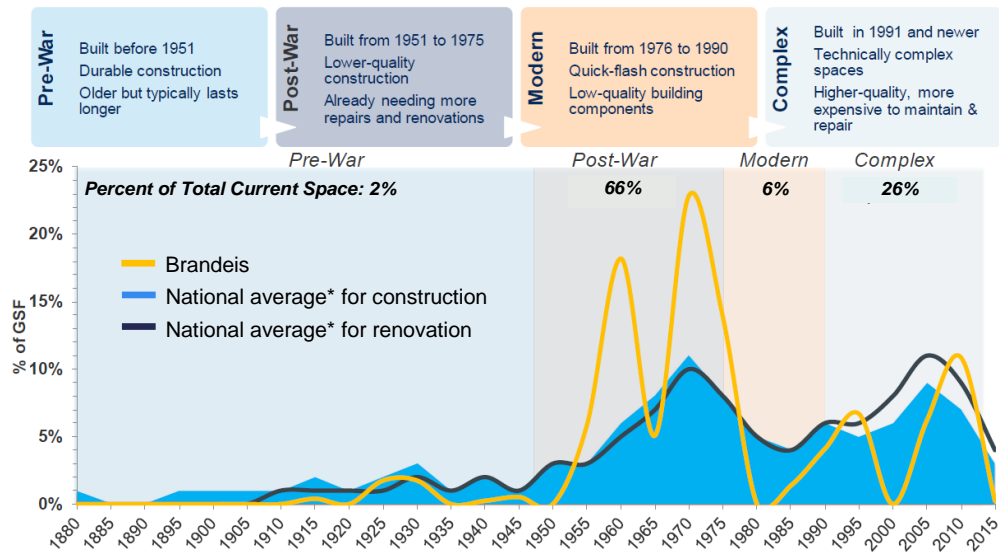 Pre-War
Built before 1951
Durable construction
Older but typically lasts
longer
Post-War
Built from 1951 to 1975
Lower-quality
construction
Already needing more
repairs and renovations
Modern
Built from 1976 to 1990
Quick-flash construction
Low-quality building
components
Complex
Built in 1991 and newer
Technically complex
spaces
Higher-quality, more
expensive to maintain &
repair
Pre-War
Post-War
Modern
Complex
Percent of Total Current Space: 2%
66%
6%
26%
Brandeis
National average* for construction
National average* for renovation
% of GSF
25%
20%
15%
10%
5%
0%
1880
1885
1890
1895
1900
1905
1910
1915
1920
1925
1930
1935
1940
1945
1950
1955
1960
1965
1970
1975
1980
1985
1990
1995
2000
2005
2010
2015